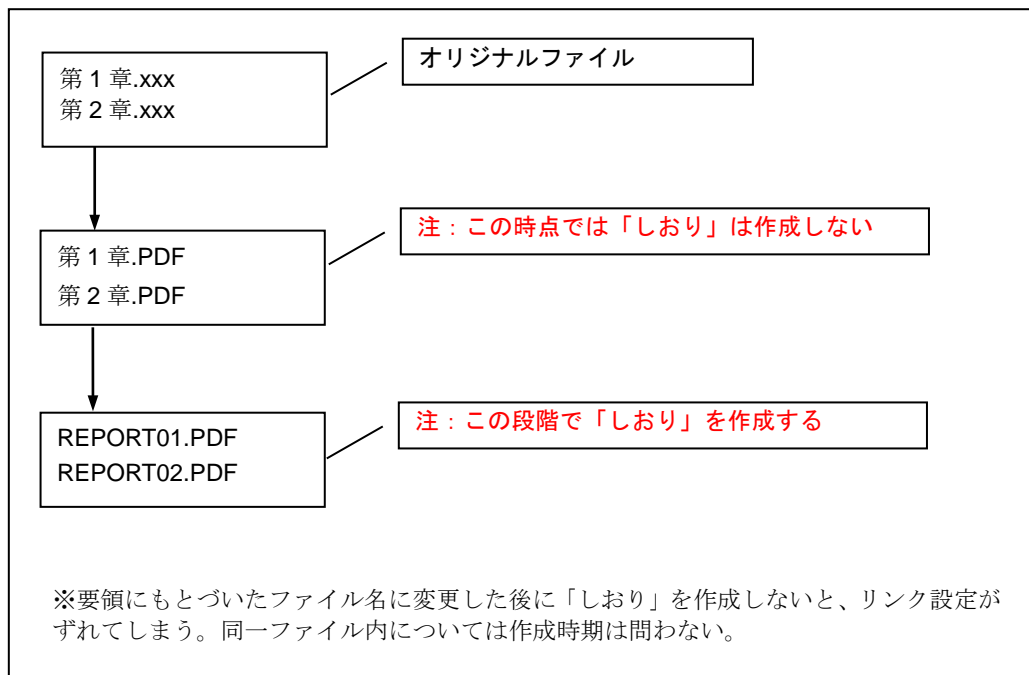 オリジナルファイル
第 1 章.xxx
第 2 章.xxx
注：この時点では「しおり」は作成しない
第 1 章.PDF
第 2 章.PDF
注：この段階で「しおり」を作成する
REPORT01.PDF
REPORT02.PDF
※要領にもとづいたファイル名に変更した後に「しおり」を作成しないと、リンク設定が
ずれてしまう。同一ファイル内については作成時期は問わない。